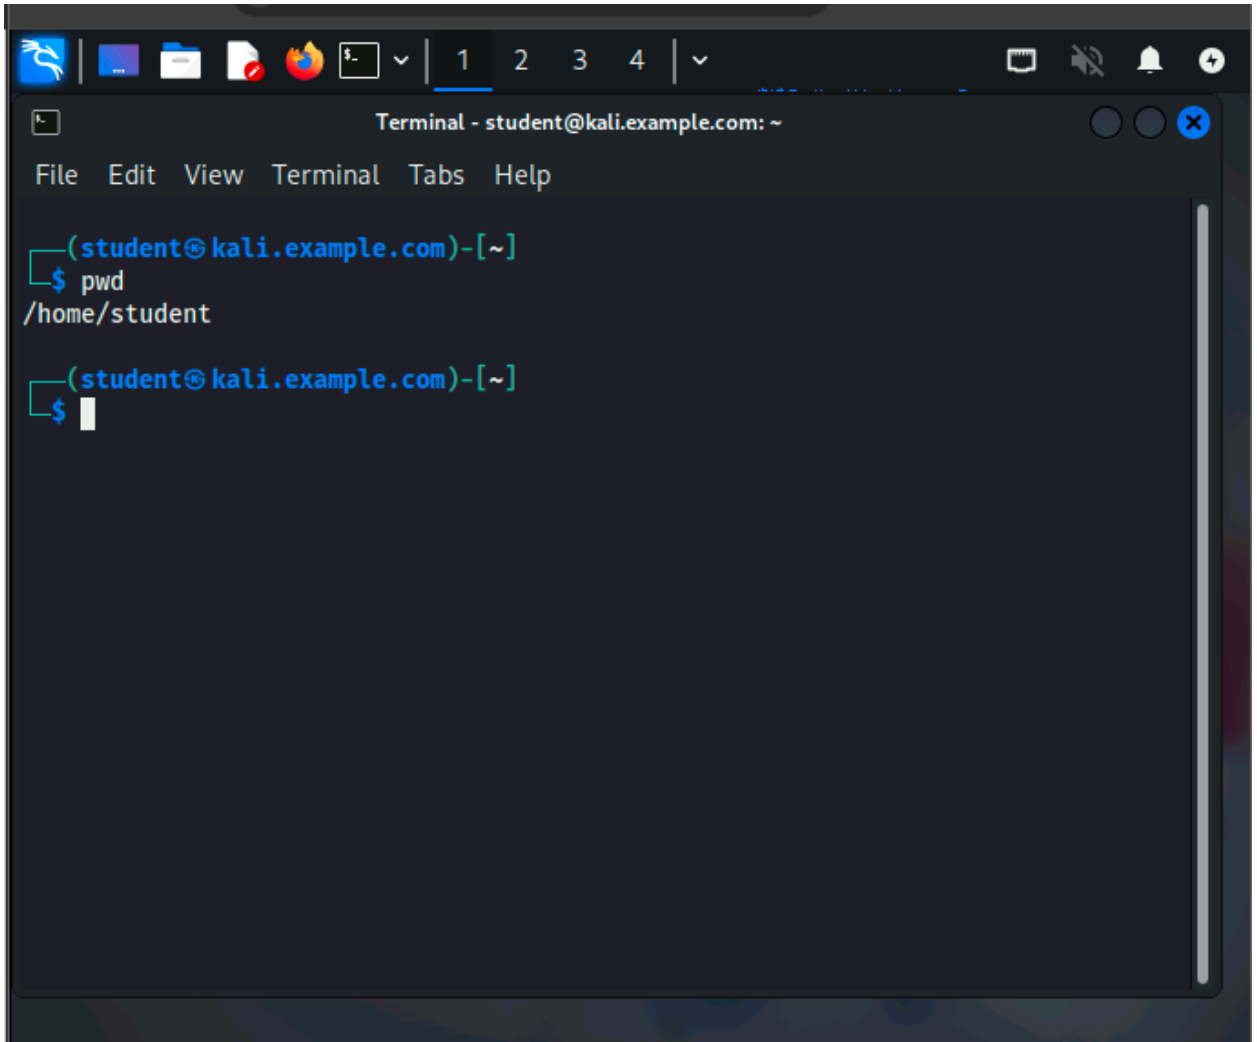 1 2 3 4
Terminal - student@kali.example.com: ~
File Edit View Terminal Tabs Help
┌──(student㉿kali.example.com)-[~]
└─$ pwd
/home/student
┌──(student㉿kali.example.com)-[~]
└─$